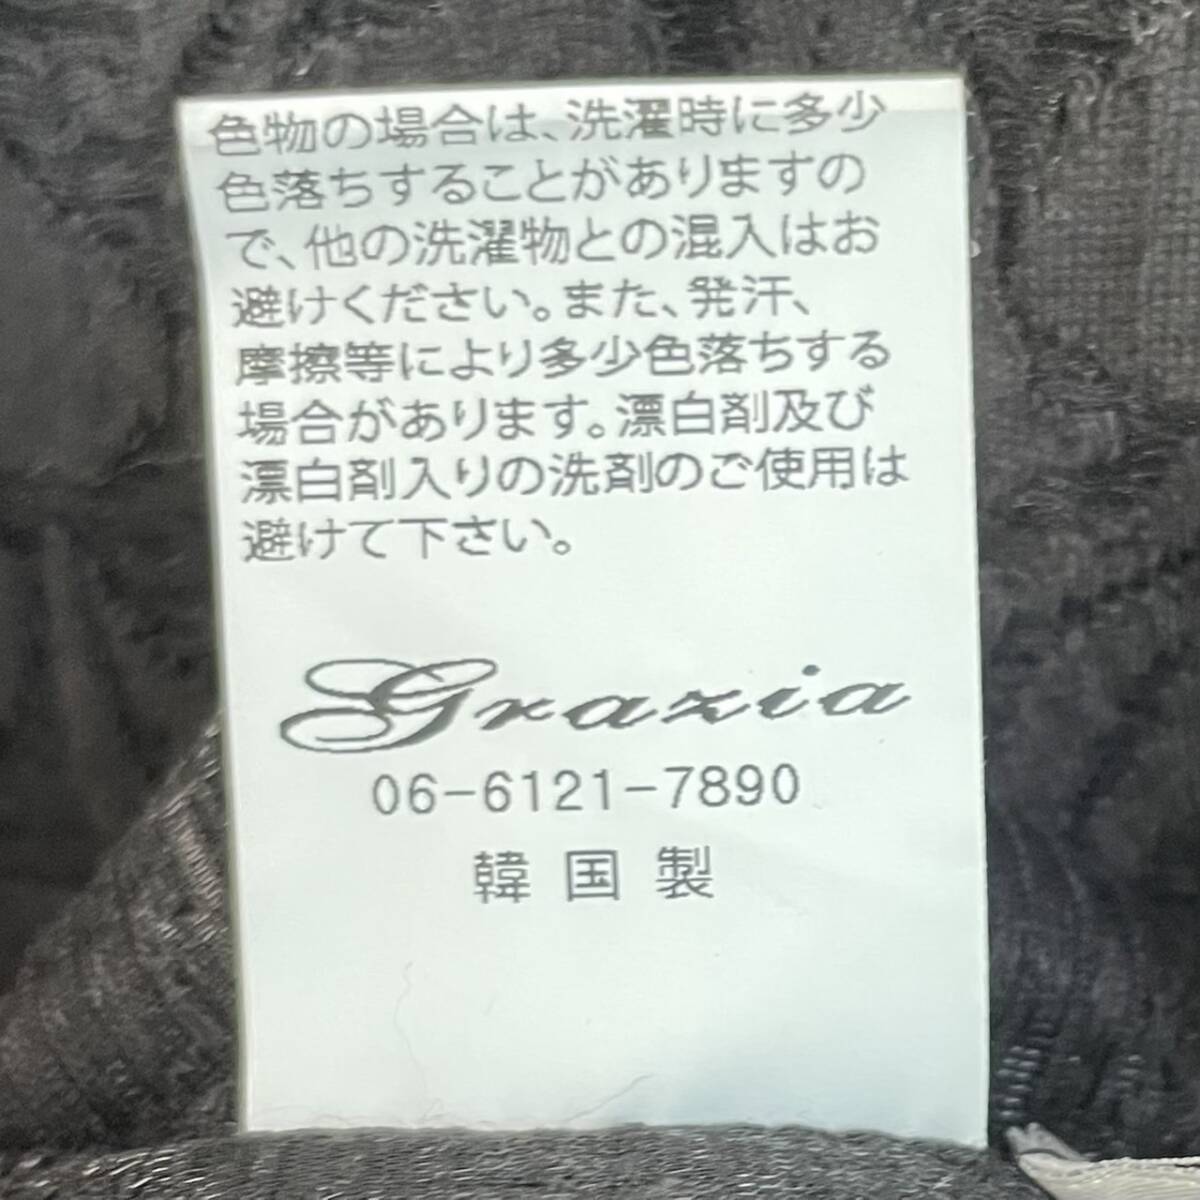 色物の場合は、洗濯時に多少
色落ちすることがありますの
で、他の洗濯物との混入はお
避けください。また、発汗、
摩擦等により多少色落ちする
場合があります。漂白剤及び
漂白剤入りの洗剤のご使用は
避けて下さい。
Grazia
06-6121-7890
韓国製